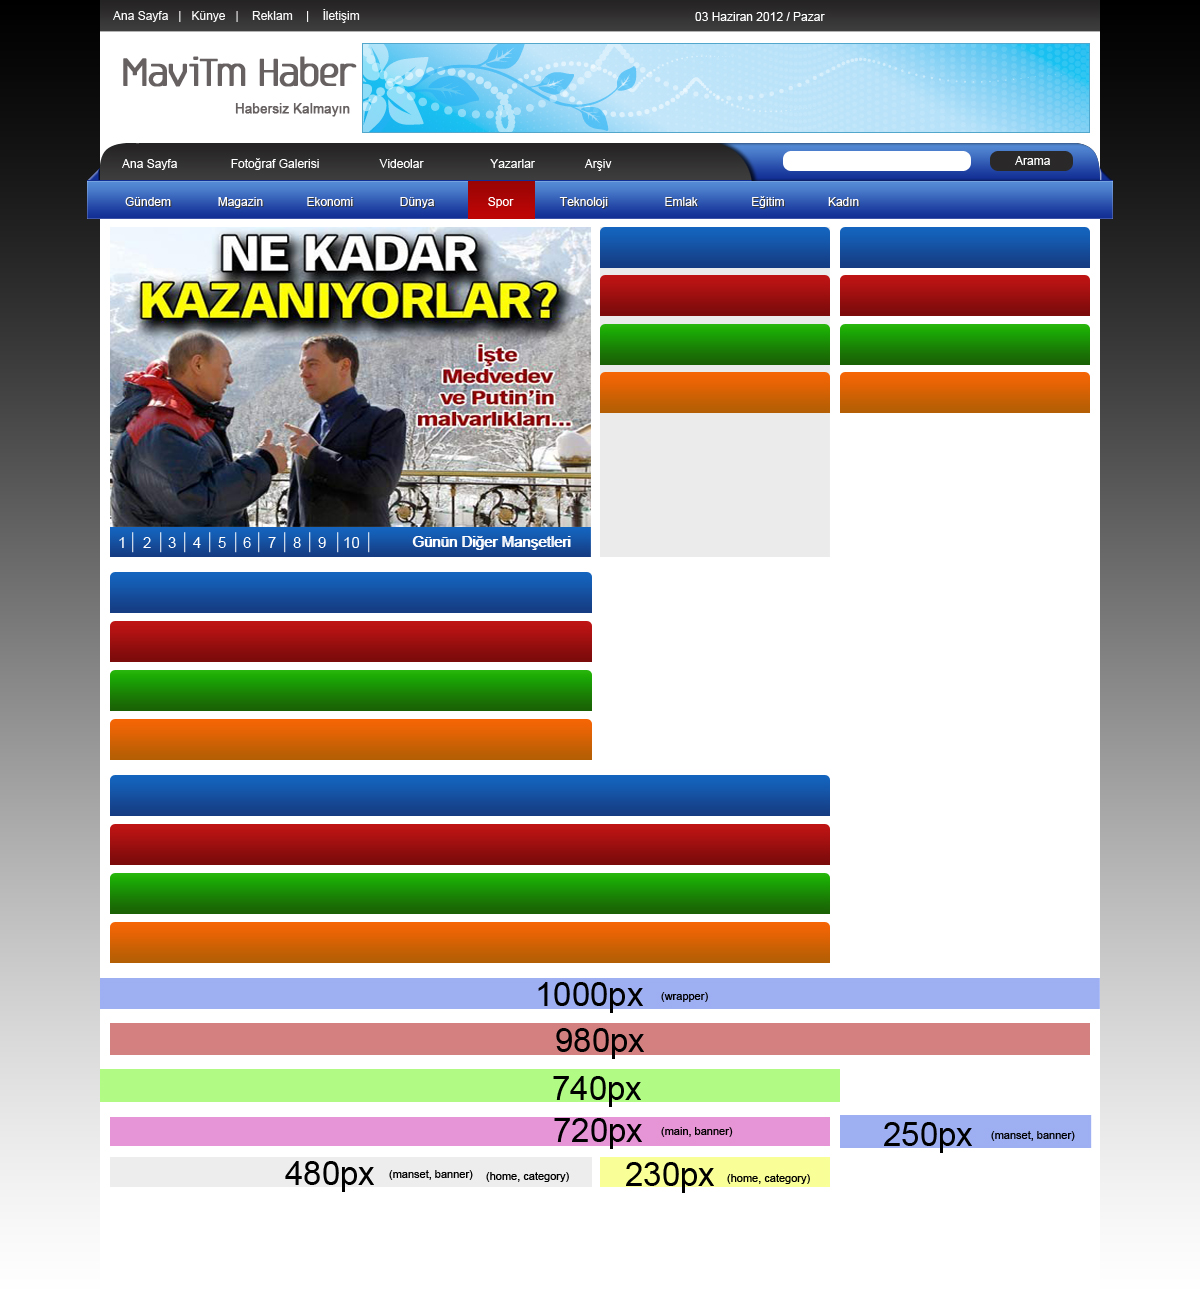 Ana Sayfa | Künye | Reklam | İletişim
03 Haziran 2012 / Pazar
MaviTm Haber
Habersiz Kalmayın
Ana Sayfa Fotoğraf Galerisi Videolar Yazarlar Arşiv
Arama
Gündem Magazin Ekonomi Dünya Spor Teknoloji Emlak Eğitim Kadın
NE KADAR
KAZANIYORLAR?
İşte
Medvedev
ve Putin'in
malvarlıkları...
1 | 2 | 3 | 4 | 5 | 6 | 7 | 8 | 9 | 10 |
Günün Diğer Manşetleri
1000px (wrapper)
980px
740px
720px (main, banner)
250px (manset, banner)
480px (manset, banner) (home, category)
230px (home, category)